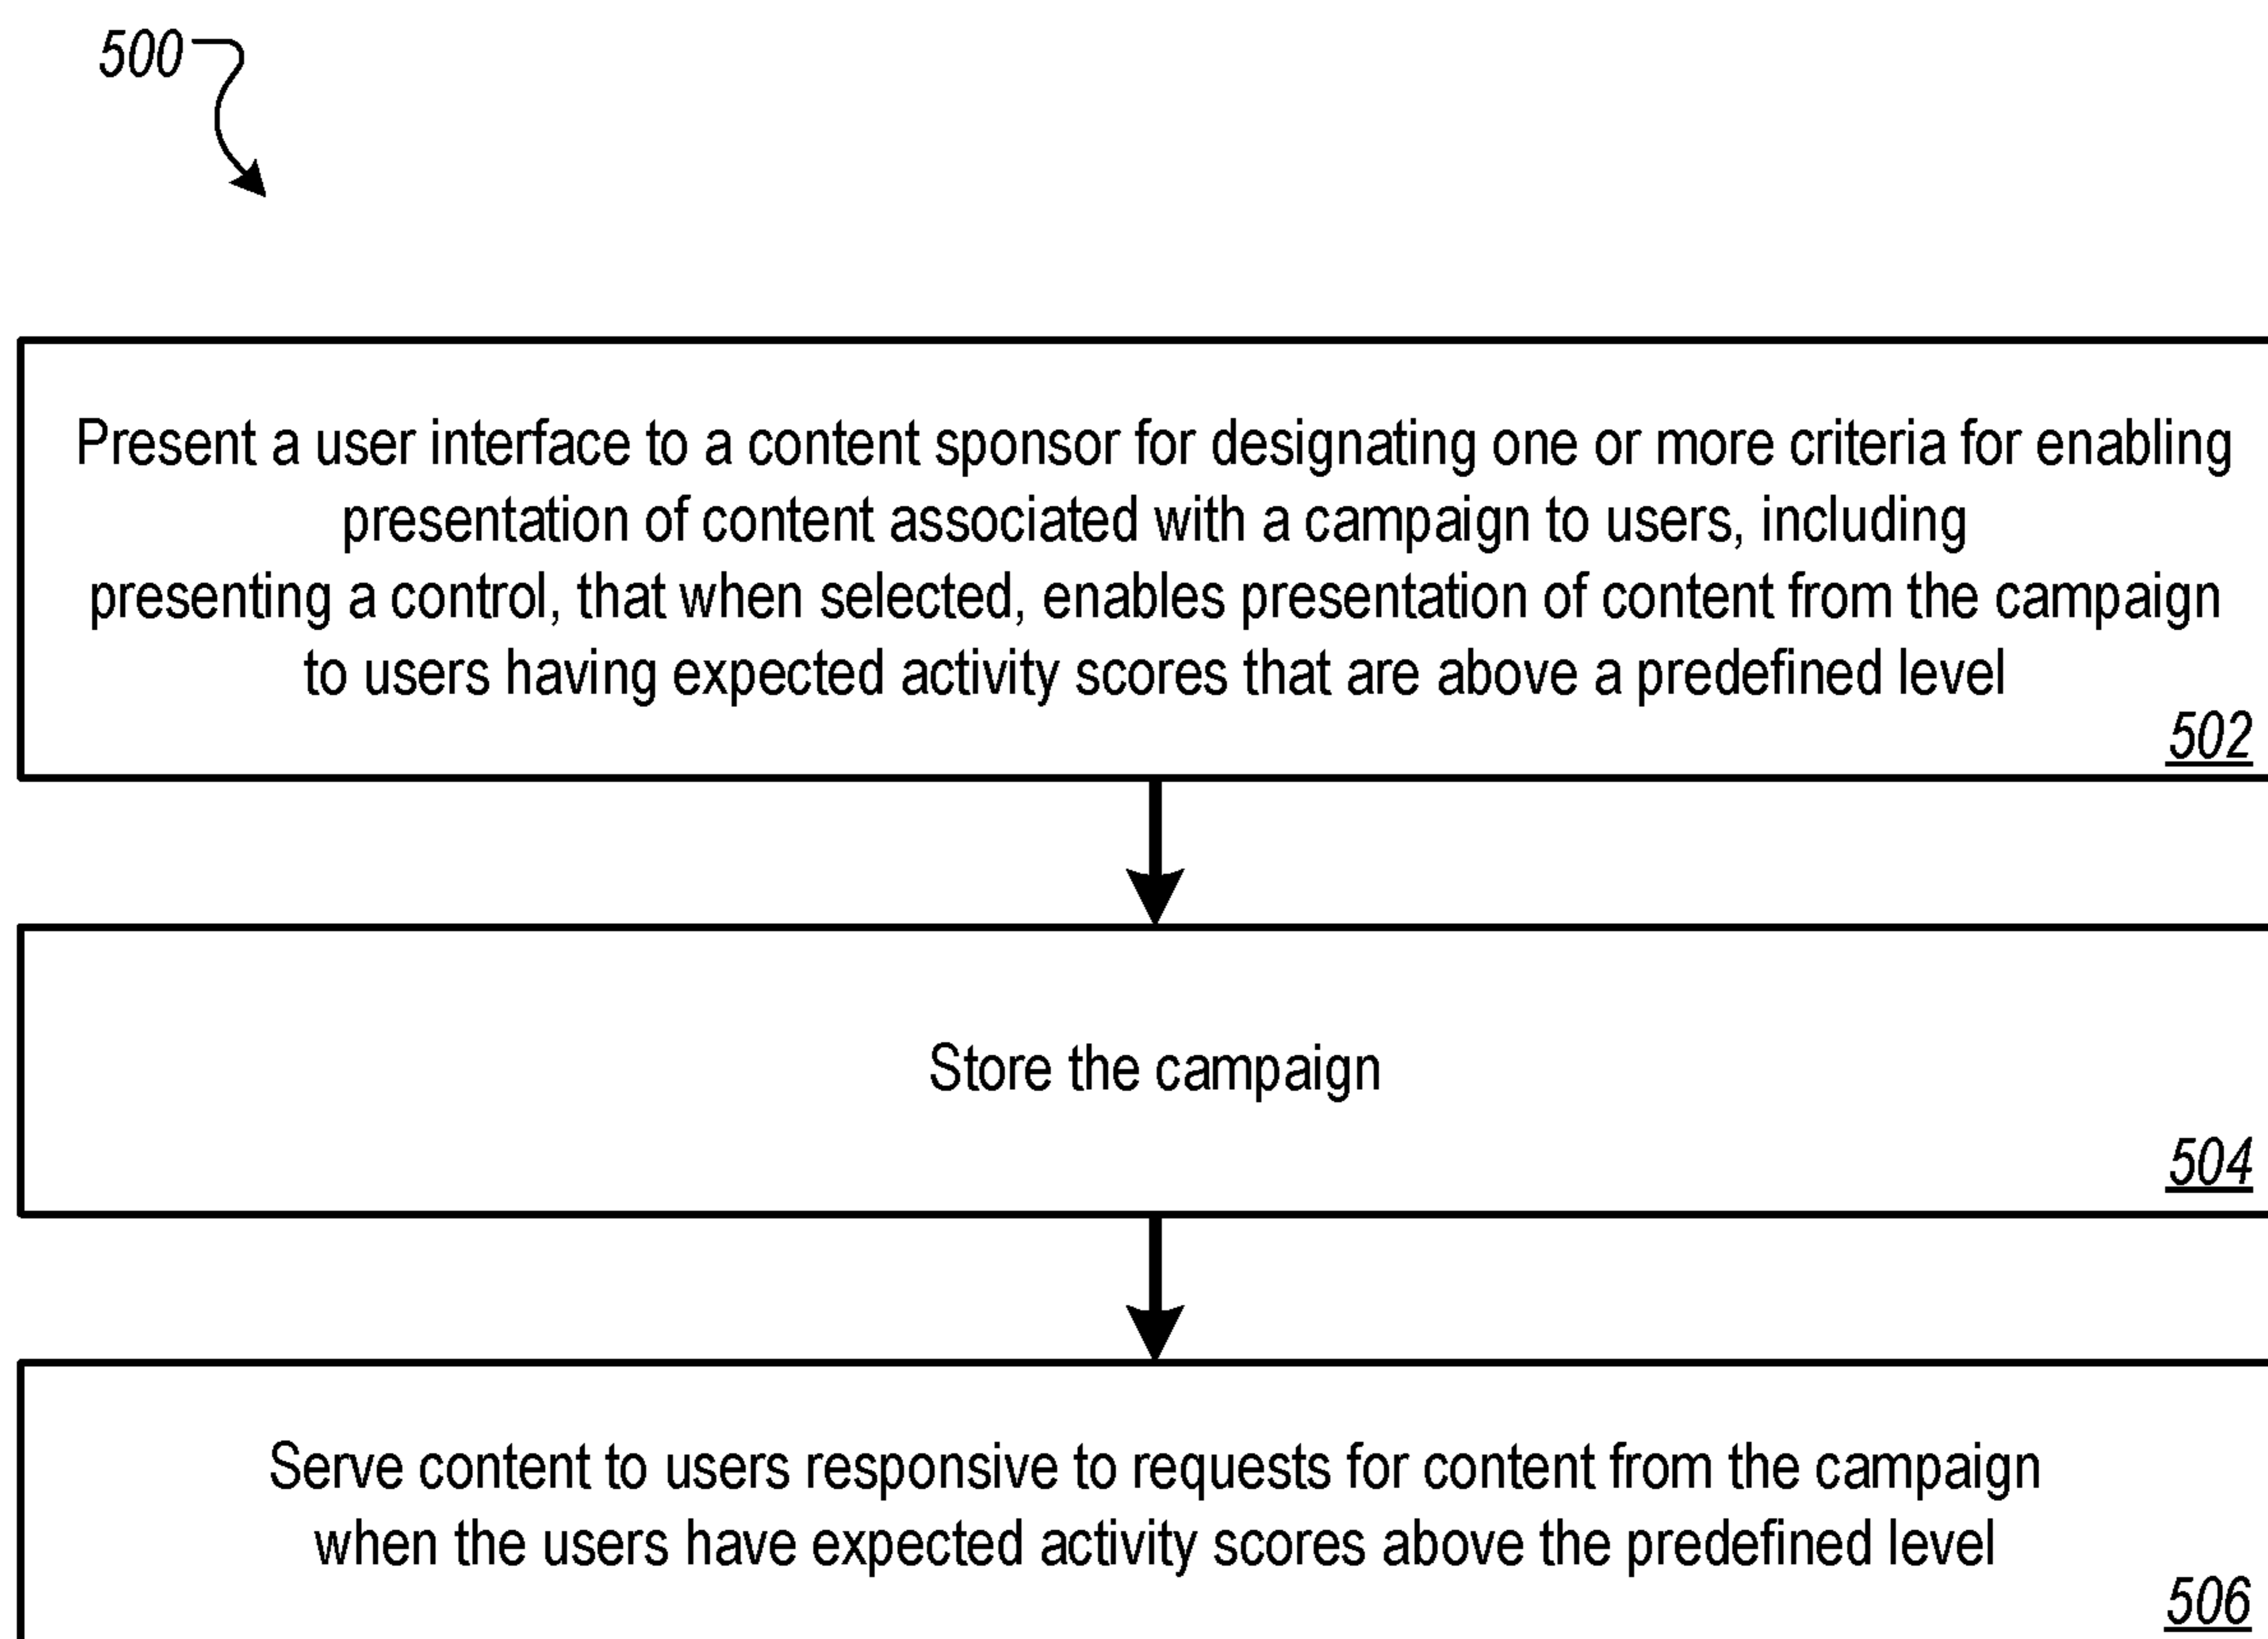 500
Present a user interface to a content sponsor for designating one or more criteria for enabling
presentation of content associated with a campaign to users, including
presenting a control, that when selected, enables presentation of content from the campaign
to users having expected activity scores that are above a predefined level
502
Store the campaign
504
Serve content to users responsive to requests for content from the campaign
when the users have expected activity scores above the predefined level
506